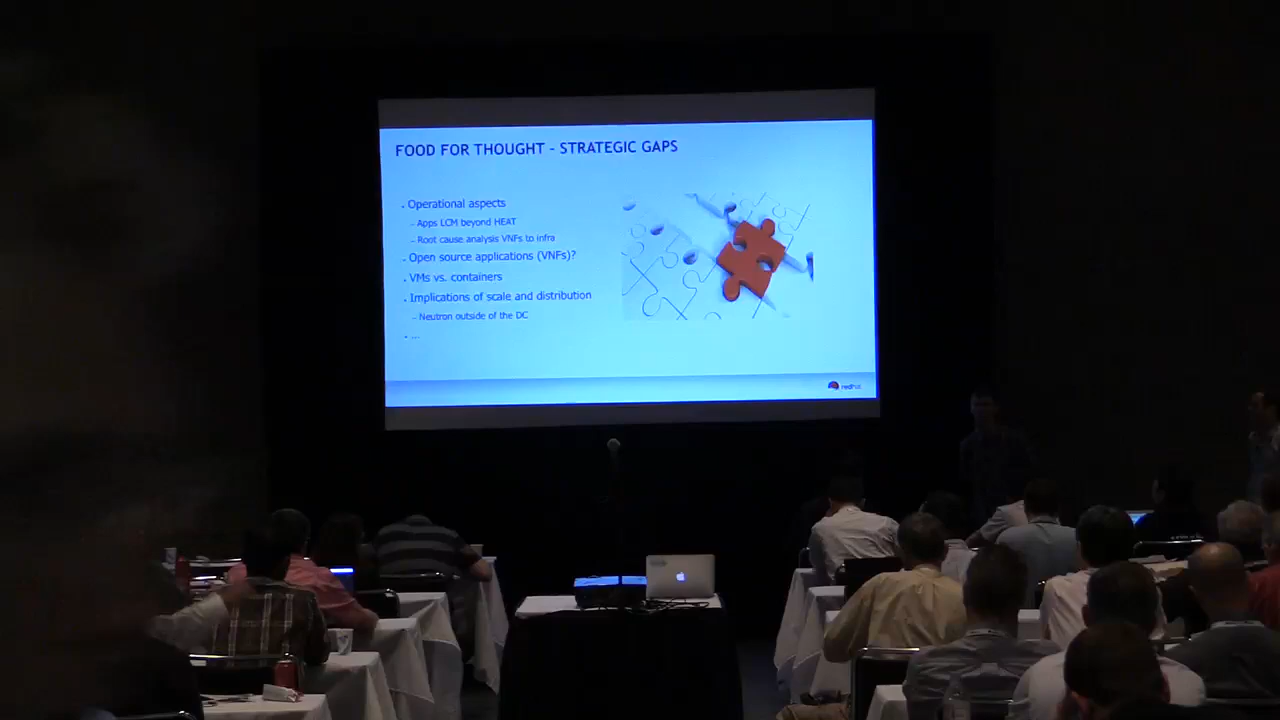 FOOD FOR THOUGHT - STRATEGIC GAPS
• Operational aspects
– Apps LCM beyond HEAT
– Root cause analysis VNFs to infra
• Open source applications (VNFs)?
• VMs vs. containers
• Implications of scale and distribution
– Neutron outside of the DC
• ...
redhat